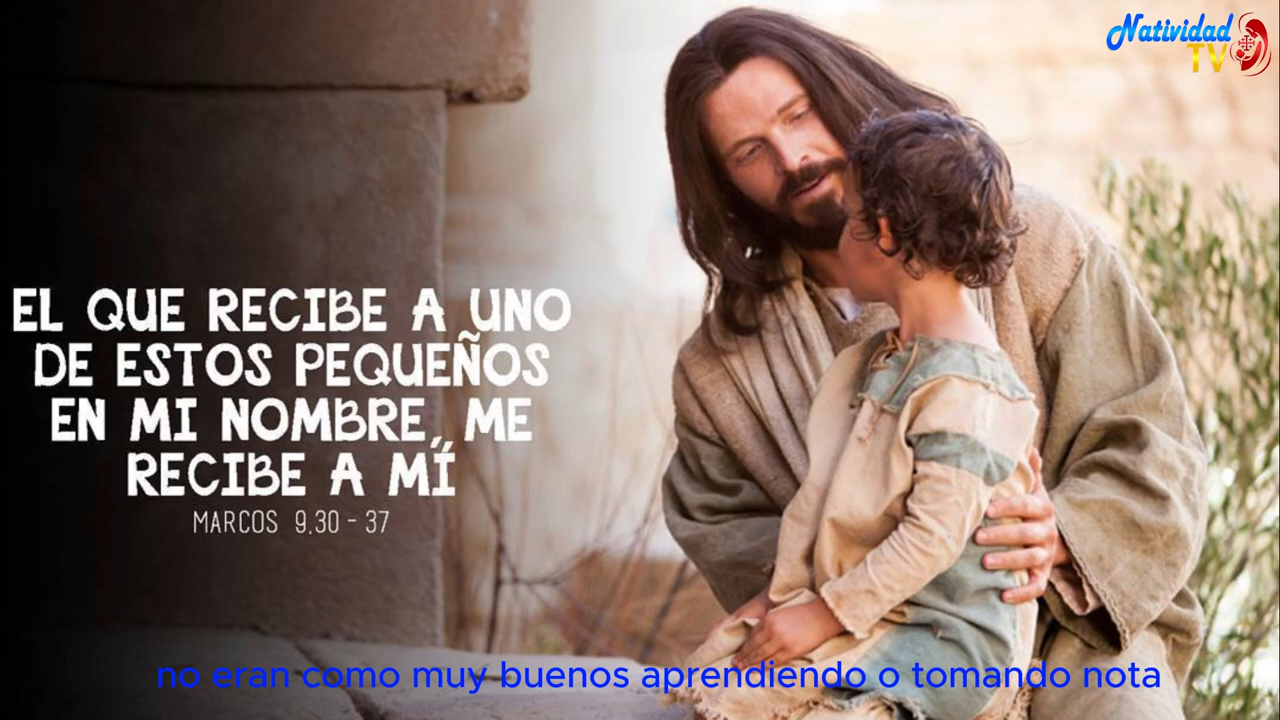 Natividad
TV
EL QUE RECIBE A UNO
DE ESTOS PEQUEÑOS
EN MI NOMBRE, ME
RECIBE A MÍ
MARCOS 9,30 - 37
no eran como muy buenos aprendiendo o tomando nota